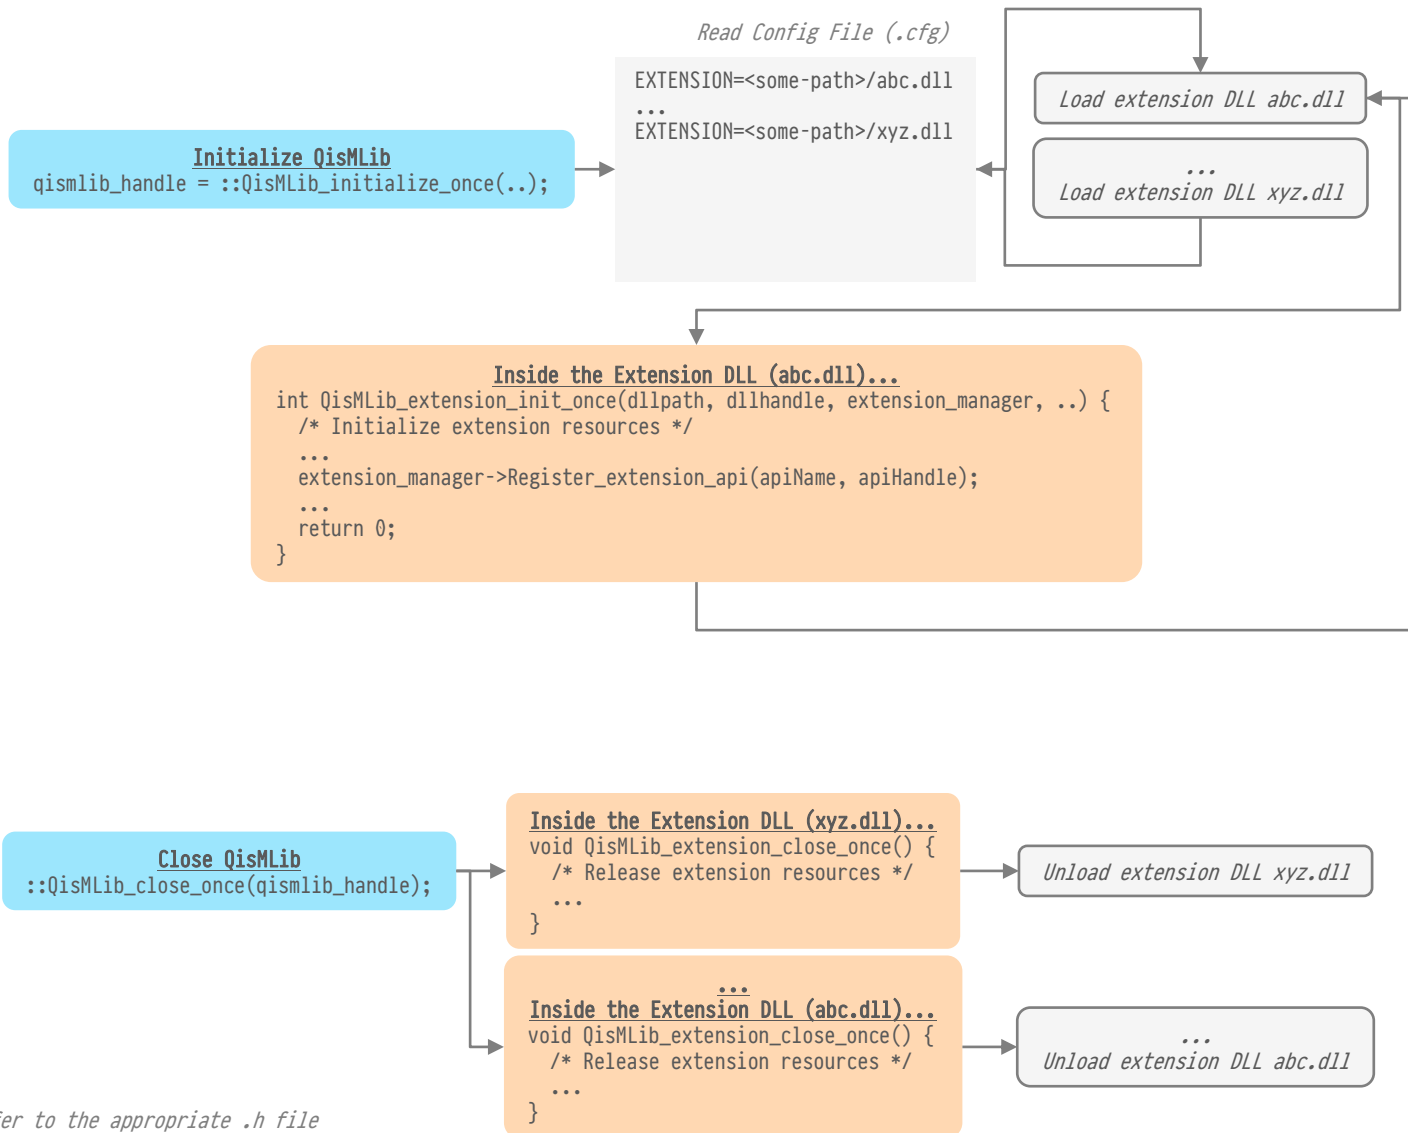 Read Config File (.cfg)
EXTENSION=<some-path>/abc.dll
...
EXTENSION=<some-path>/xyz.dll
Load extension DLL abc.dll
...
Load extension DLL xyz.dll
Initialize QisMLib
qismlib_handle = ::QisMLib_initialize_once(..);
Inside the Extension DLL (abc.dll)...
int QisMLib_extension_init_once(dllpath, dllhandle, extension_manager, ..) {
/* Initialize extension resources */
...
extension_manager->Register_extension_api(apiName, apiHandle);
...
return 0;
}
Close QisMLib
::QisMLib_close_once(qismlib_handle);
Inside the Extension DLL (xyz.dll)...
void QisMLib_extension_close_once() {
/* Release extension resources */
...
}
Unload extension DLL xyz.dll
...
Inside the Extension DLL (abc.dll)...
void QisMLib_extension_close_once() {
/* Release extension resources */
...
}
...
Unload extension DLL abc.dll
to the appropriate .h file